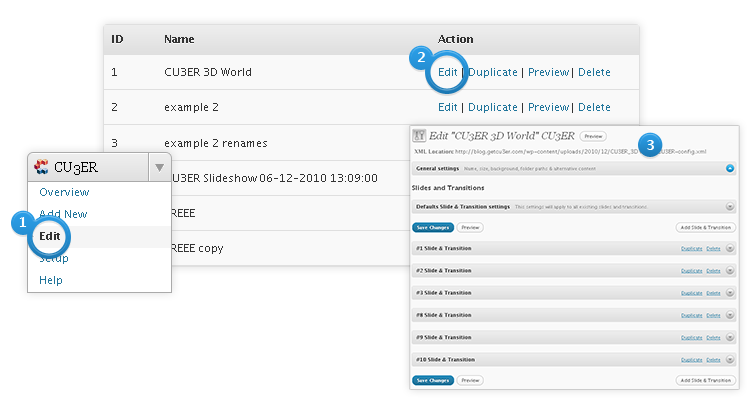 ID Name Action
1 CU3ER 3D World Edit | Duplicate | Preview | Delete
2
2 example 2 Edit | Duplicate | Preview | Delete
3 example 2 renames
CU3ER Slideshow 06-12-2010 13:09:00
REEE
REEE copy
CU3ER
Overview
Add New
1
Edit
Setup
Help
Edit "CU3ER 3D World" CU3ER Preview
3
XML Location: http://blog.getcu3er.com/wp-content/uploads/2010/12/CU3ER_3D CU3ER-config.xml
General settings - Name, size, background, folder paths & alternative content
Slides and Transitions
Defaults Slide & Transition settings - This settings will apply to all existing slides and transitions.
Save Changes Preview Add Slide & Transition
#1 Slide & Transition Duplicate Delete
#2 Slide & Transition Duplicate Delete
#3 Slide & Transition Duplicate Delete
#8 Slide & Transition Duplicate Delete
#9 Slide & Transition Duplicate Delete
#10 Slide & Transition Duplicate Delete
Save Changes Preview Add Slide & Transition